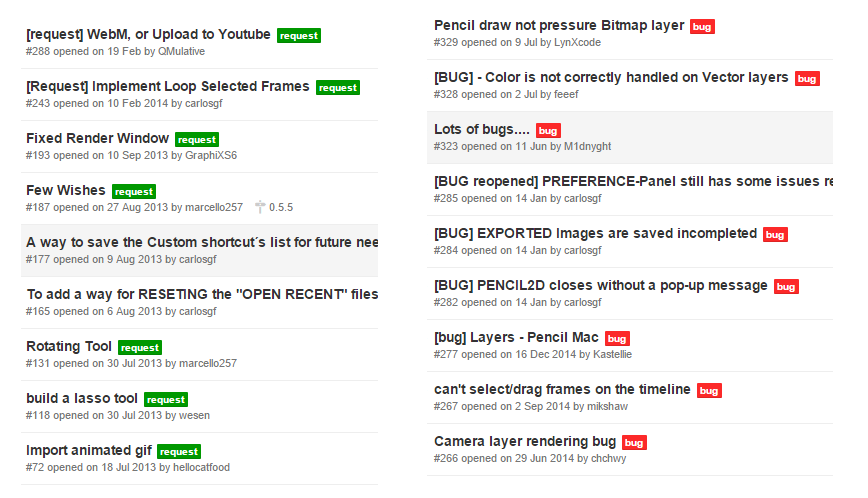 [request] WebM, or Upload to Youtube request
#288 opened on 19 Feb by QMulative
[Request] Implement Loop Selected Frames request
#243 opened on 10 Feb 2014 by carlosgf
Fixed Render Window request
#193 opened on 10 Sep 2013 by GraphiXS6
Few Wishes request
#187 opened on 27 Aug 2013 by marcello257 0.5.5
A way to save the Custom shortcut´s list for future nee
#177 opened on 9 Aug 2013 by carlosgf
To add a way for RESETING the "OPEN RECENT" files
#165 opened on 6 Aug 2013 by carlosgf
Rotating Tool request
#131 opened on 30 Jul 2013 by marcello257
build a lasso tool request
#118 opened on 30 Jul 2013 by wesen
Import animated gif request
#72 opened on 18 Jul 2013 by hellocatfood
Pencil draw not pressure Bitmap layer bug
#329 opened on 9 Jul by LynXcode
[BUG] - Color is not correctly handled on Vector layers bug
#328 opened on 2 Jul by feeef
Lots of bugs.... bug
#323 opened on 11 Jun by M1dnyght
[BUG reopened] PREFERENCE-Panel still has some issues re
#285 opened on 14 Jan by carlosgf
[BUG] EXPORTED Images are saved incompleted bug
#284 opened on 14 Jan by carlosgf
[BUG] PENCIL2D closes without a pop-up message bug
#282 opened on 14 Jan by carlosgf
[bug] Layers - Pencil Mac bug
#277 opened on 16 Dec 2014 by Kastellie
can't select/drag frames on the timeline bug
#267 opened on 2 Sep 2014 by mikshaw
Camera layer rendering bug bug
#266 opened on 29 Jun 2014 by chchwy